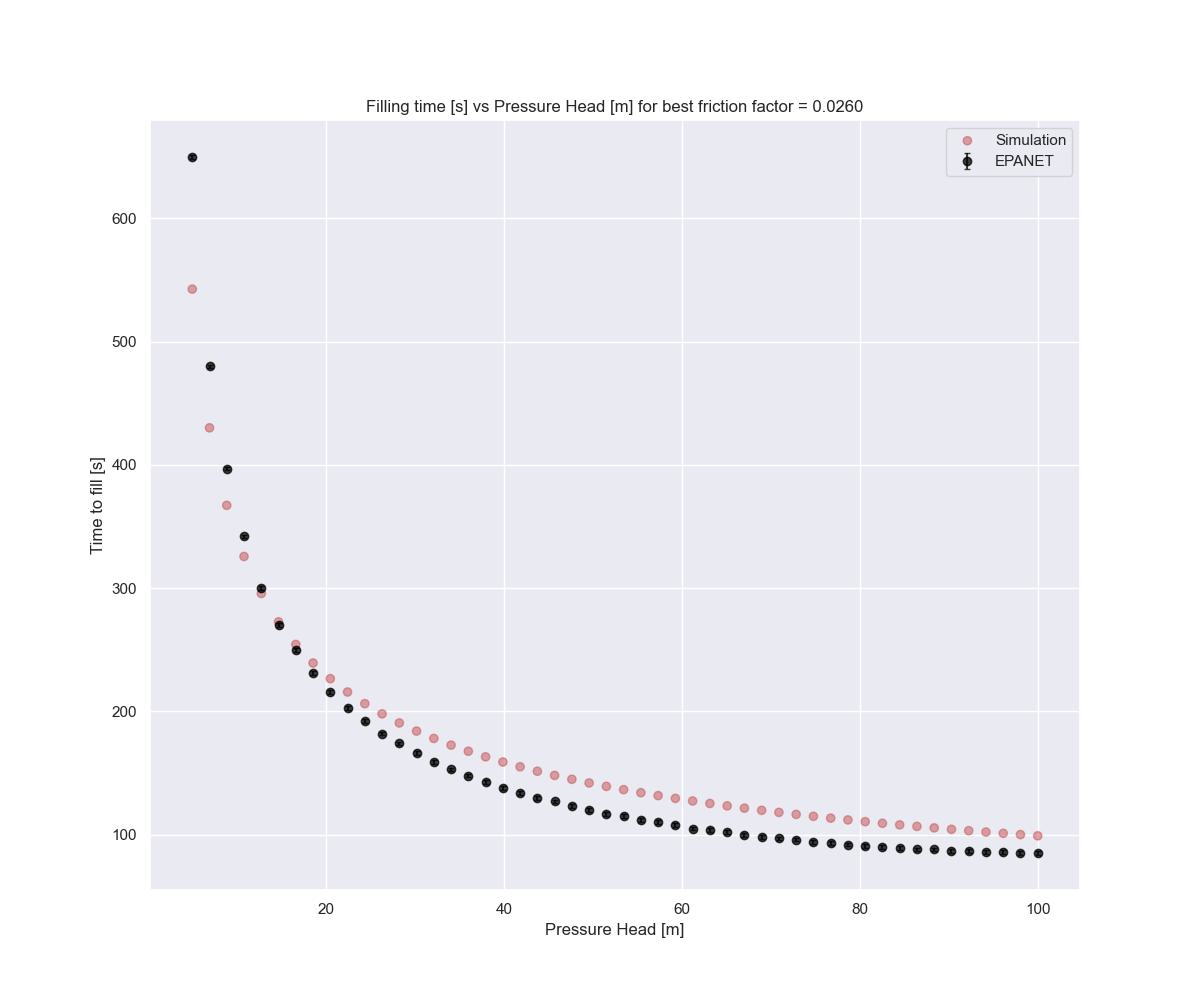 Filling time [s] vs Pressure Head [m] for best friction factor = 0.0260
Simulation
EPANET
600
500
400
300
200
100
Time to fill [s]
20 40 60 80 100
Pressure Head [m]